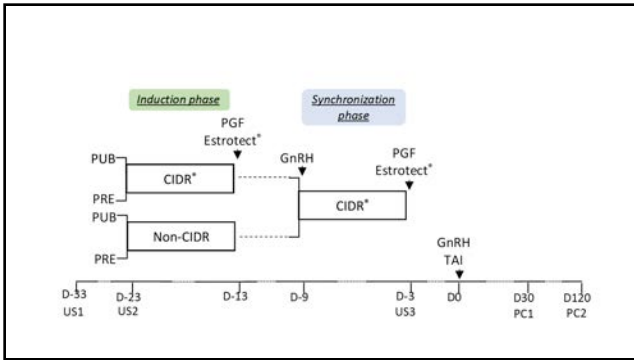 Induction phase
Synchronization
phase
PGF
Estrotect*
GnRH
PGF
Estrotect*
PUB
CIDR*
PRE
CIDR*
PUB
Non-CIDR
PRE
GnRH
TAI
D-33
US1
D-23
US2
D-13
D-9
D-3
US3
D0
D30
PC1
D120
PC2